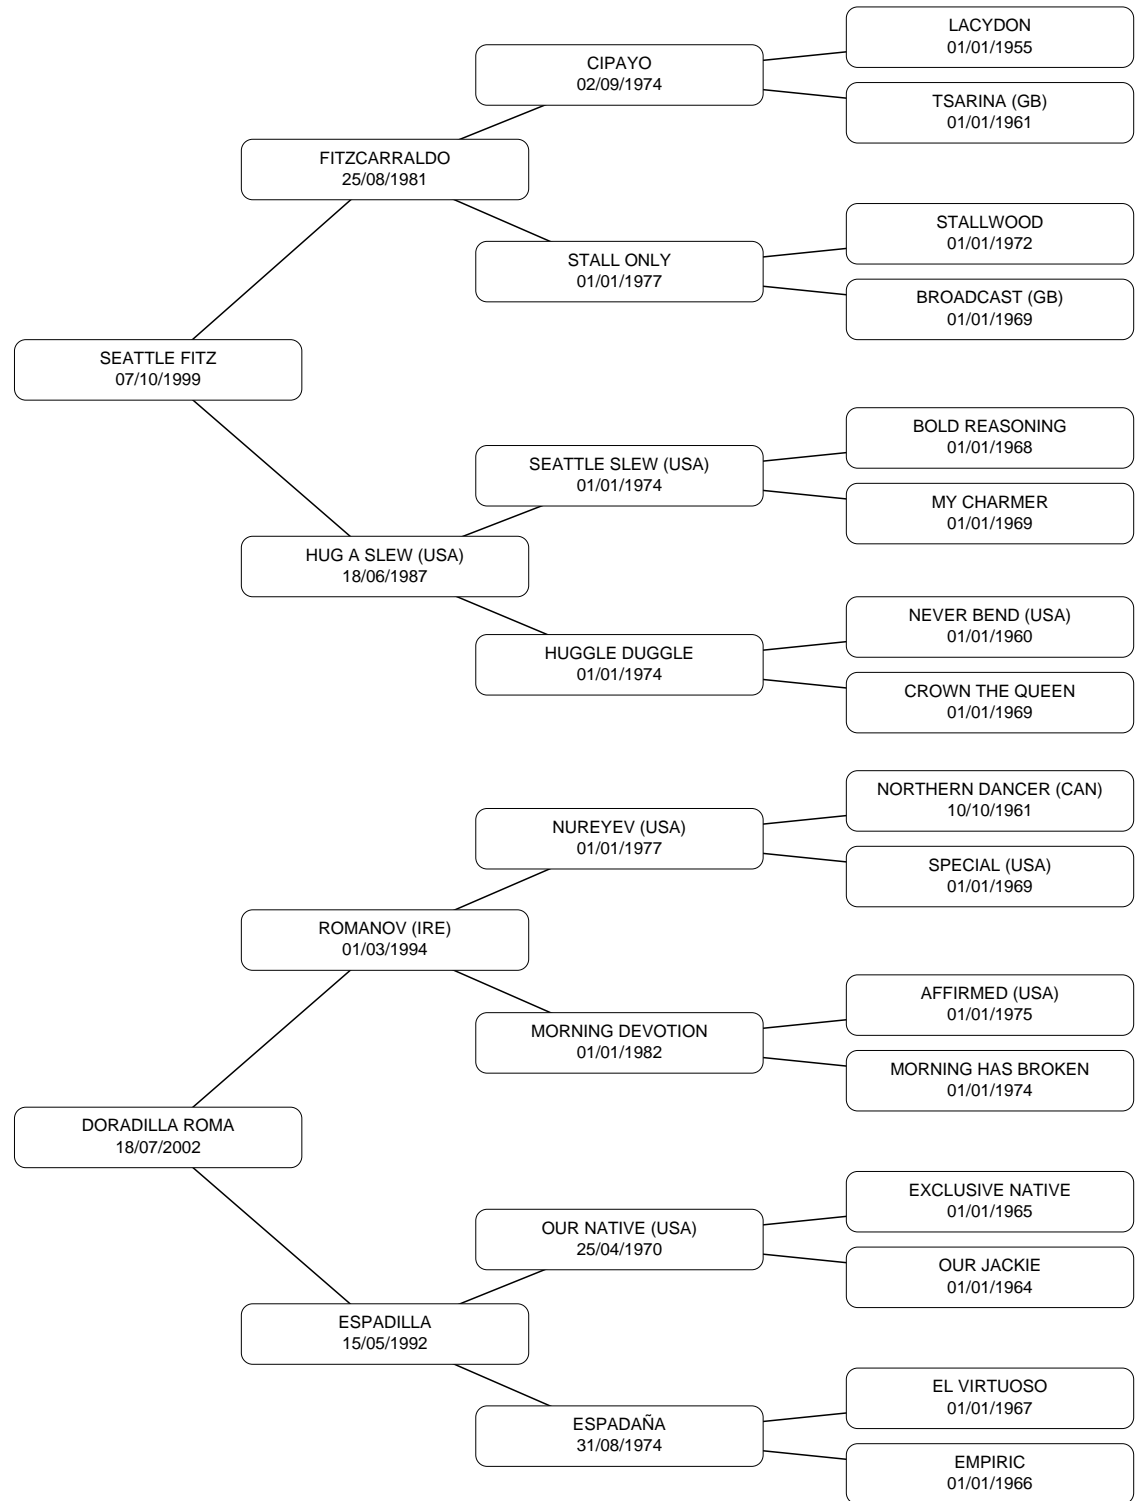 LACYDON
01/01/1955
CIPAYO
02/09/1974
TSARINA (GB)
01/01/1961
FITZCARRALDO
25/08/1981
STALLWOOD
01/01/1972
STALL ONLY
01/01/1977
BROADCAST (GB)
01/01/1969
SEATTLE FITZ
07/10/1999
BOLD REASONING
01/01/1968
SEATTLE SLEW (USA)
01/01/1974
MY CHARMER
01/01/1969
HUG A SLEW (USA)
18/06/1987
NEVER BEND (USA)
01/01/1960
HUGGLE DUGGLE
01/01/1974
CROWN THE QUEEN
01/01/1969
NORTHERN DANCER (CAN)
10/10/1961
NUREYEV (USA)
01/01/1977
SPECIAL (USA)
01/01/1969
ROMANOV (IRE)
01/03/1994
AFFIRMED (USA)
01/01/1975
MORNING DEVOTION
01/01/1982
MORNING HAS BROKEN
01/01/1974
DORADILLA ROMA
18/07/2002
EXCLUSIVE NATIVE
01/01/1965
OUR NATIVE (USA)
25/04/1970
OUR JACKIE
01/01/1964
ESPADILLA
15/05/1992
EL VIRTUOSO
01/01/1967
ESPADAÑA
31/08/1974
EMPIRIC
01/01/1966